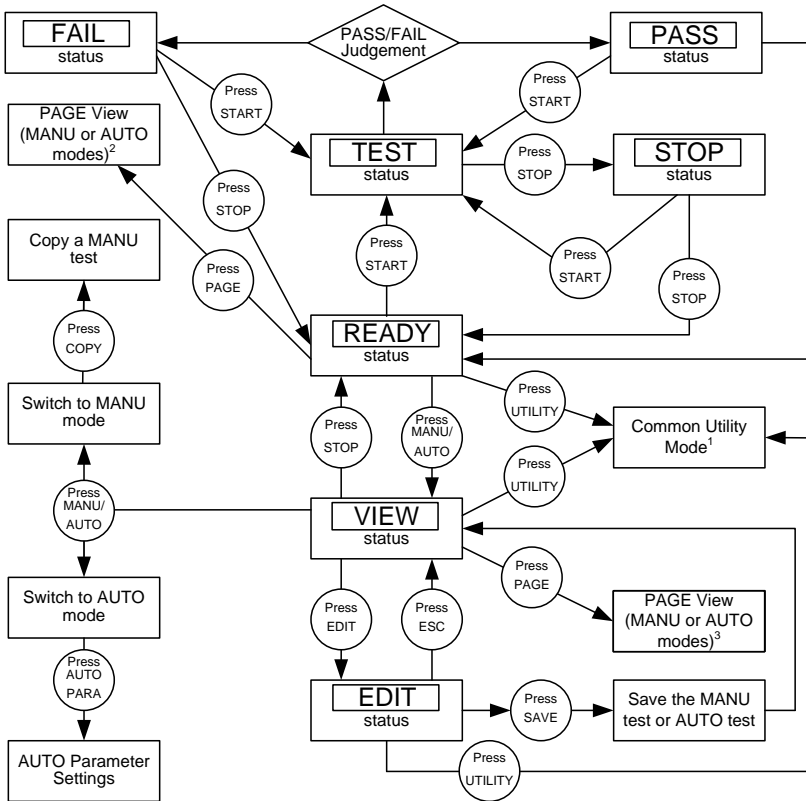 FAIL
status
PASS/FAIL
Judgement
PASS
status
Press
START
Press
START
PAGE View
(MANU or AUTO
modes)2
TEST
status
Press
STOP
STOP
status
Press
STOP
Copy a MANU
test
Press
START
Press
START
Press
PAGE
Press
STOP
Press
COPY
READY
status
Switch to MANU
mode
Press
UTILITY
Press
STOP
Press
MANU/
AUTO
Common Utility
Mode1
Press
UTILITY
Press
MANU/
AUTO
VIEW
status
Press
PAGE
Switch to AUTO
mode
Press
EDIT
Press
ESC
PAGE View
(MANU or AUTO
modes)3
Press
AUTO
PARA
EDIT
status
Press
SAVE
Save the MANU
test or AUTO test
AUTO Parameter
Settings
Press
UTILITY